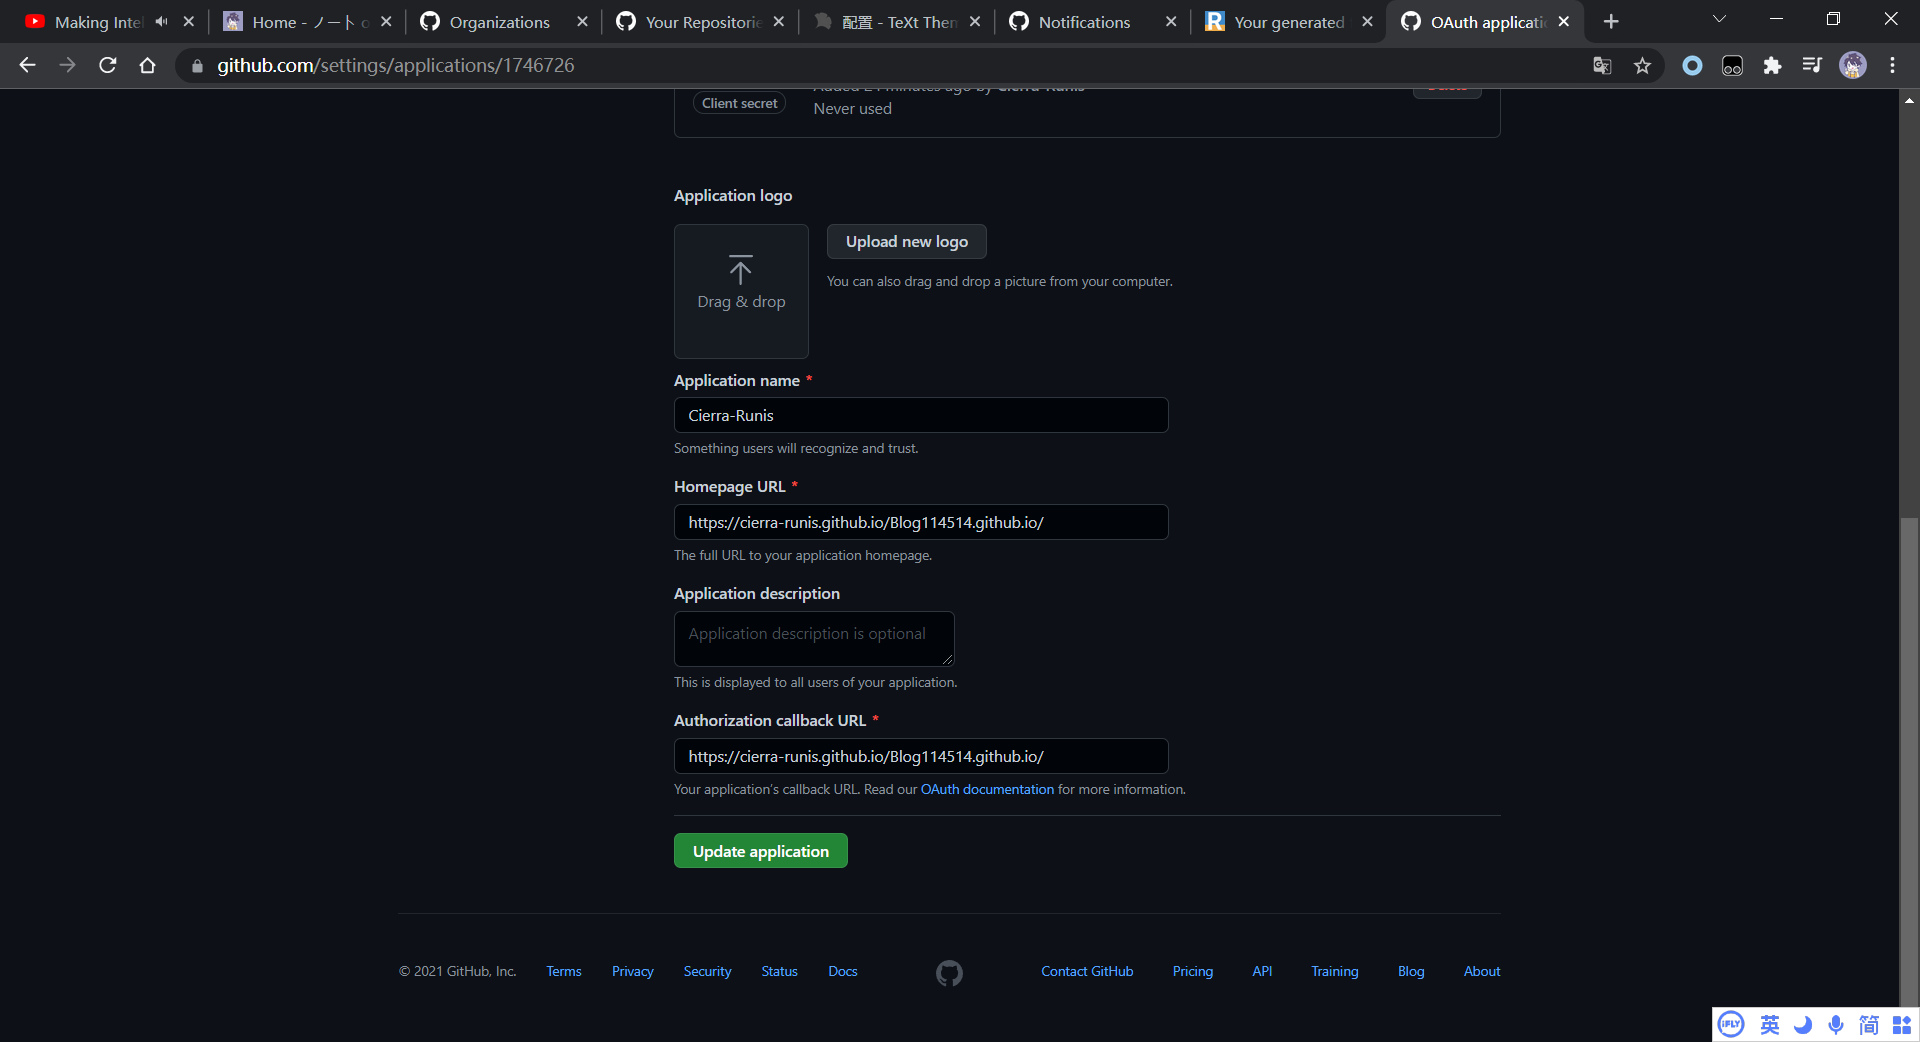 Making Intel
Home - ノート o
Organizations
Your Repositorie
配置 - TeXt Them
Notifications
Your generated
OAuth applicati
github.com/settings/applications/1746726
Client secret
Never used
Application logo
Upload new logo
You can also drag and drop a picture from your computer.
Drag & drop
Application name *
Cierra-Runis
Something users will recognize and trust.
Homepage URL *
https://cierra-runis.github.io/Blog114514.github.io/
The full URL to your application homepage.
Application description
Application description is optional
This is displayed to all users of your application.
Authorization callback URL *
https://cierra-runis.github.io/Blog114514.github.io/
Your application's callback URL. Read our OAuth documentation for more information.
Update application
© 2021 GitHub, Inc.
Terms
Privacy
Security
Status
Docs
Contact GitHub
Pricing
API
Training
Blog
About
iFLY
英
简